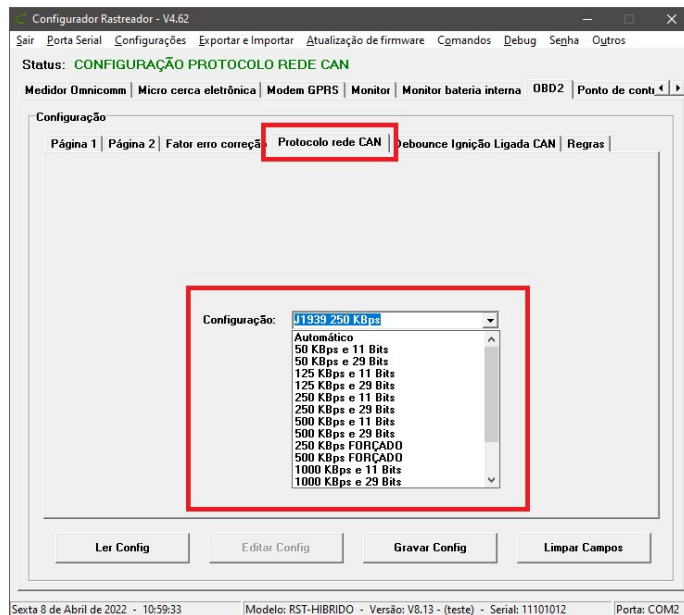 Configurador Rastreador - V4.62
Sair Porta Serial Configurações Exportar e Importar Atualização de firmware Comandos Debug Senha Outros
Status: CONFIGURAÇÃO PROTOCOLO REDE CAN
Medidor Omnicomm Micro cerca eletrônica Modem GPRS Monitor Monitor bateria interna OBD2 Ponto de contr
Configuração
Página 1 Página 2 Fator erro correção Protocolo rede CAN Debounce Ignição Ligada CAN Regras
Configuração: J1939 250 KBps
Automático
50 KBps e 11 Bits
50 KBps e 29 Bits
125 KBps e 11 Bits
125 KBps e 29 Bits
250 KBps e 11 Bits
250 KBps e 29 Bits
500 KBps e 11 Bits
500 KBps e 29 Bits
250 KBps FORÇADO
500 KBps FORÇADO
1000 KBps e 11 Bits
1000 KBps e 29 Bits
Ler Config Editar Config Gravar Config Limpar Campos
Sexta 8 de Abril de 2022 - 10:59:33 Modelo: RST-HIBRIDO - Versão: V8.13 - (teste) - Serial: 11101012 Porta: COM2